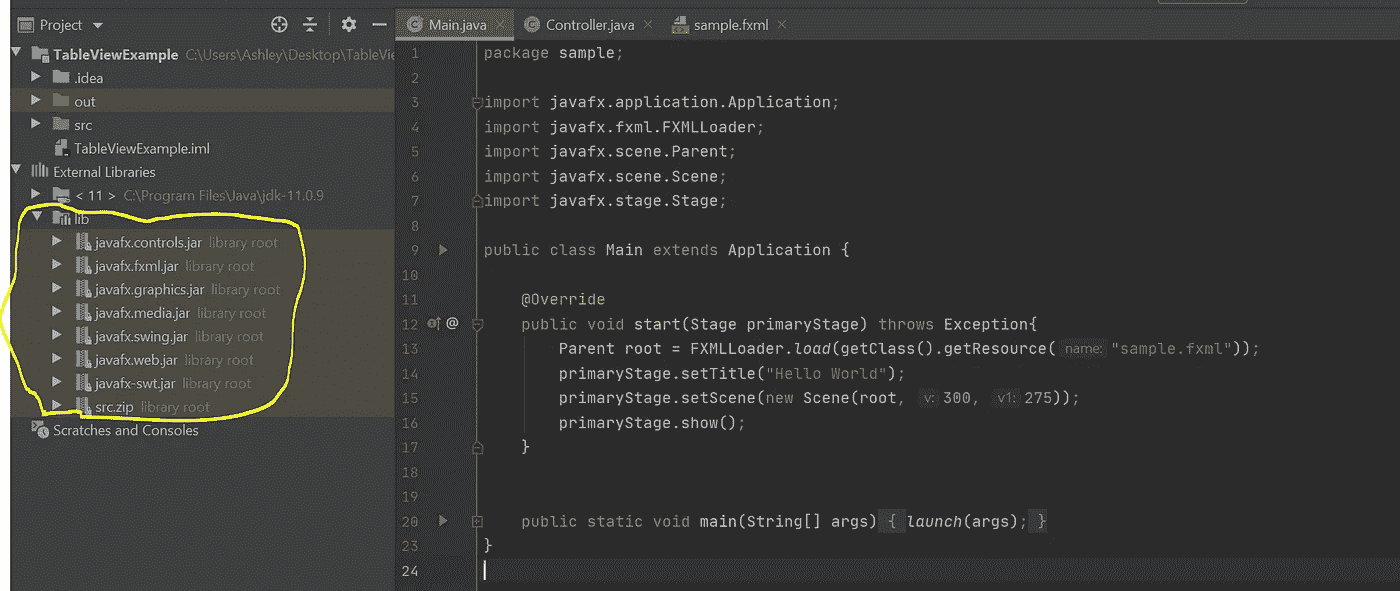 Project
TableViewExample C:\Users\Ashley\Desktop\TableVie
.idea
out
src
TableViewExample.iml
External Libraries
< 11 > C:\Program Files\Java\jdk-11.0.9
lib
javafx.controls.jar library root
javafx.fxml.jar library root
javafx.graphics.jar library root
javafx.media.jar library root
javafx.swing.jar library root
javafx.web.jar library root
javafx-swt.jar library root
src.zip library root
Scratches and Consoles
Main.java Controller.java sample.fxml
1 package sample;
2
3 import javafx.application.Application;
4 import javafx.fxml.FXMLLoader;
5 import javafx.scene.Parent;
6 import javafx.scene.Scene;
7 import javafx.stage.Stage;
8
9 public class Main extends Application {
10
11 @Override
12 @ public void start(Stage primaryStage) throws Exception{
13 Parent root = FXMLLoader.load(getClass().getResource( name: "sample.fxml"));
14 primaryStage.setTitle("Hello World");
15 primaryStage.setScene(new Scene(root, v: 300, v1: 275));
16 primaryStage.show();
17 }
18
19
20 public static void main(String[] args) { launch(args); }
23 }
24